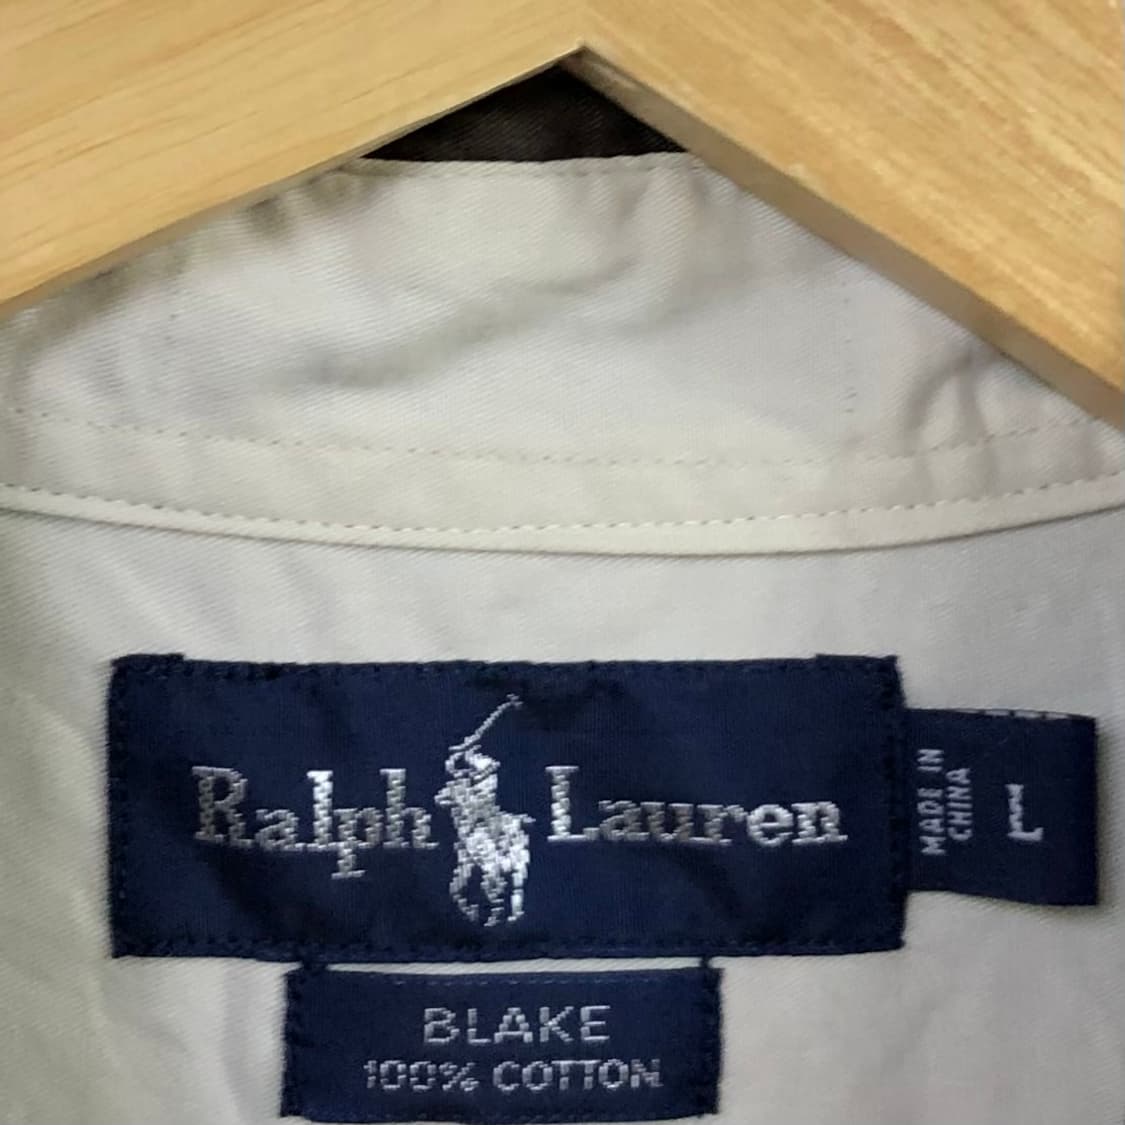 Ralph Lauren
MADE IN
CHINA
L
BLAKE
100% COTTON